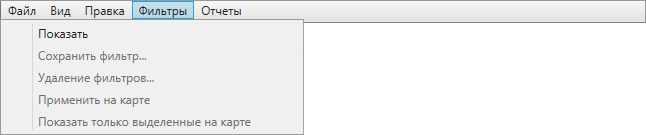 Файл Вид Правка Фильтры Отчеты
Показать
Сохранить фильтр...
Удаление фильтров...
Применить на карте
Показать только выделенные на карте